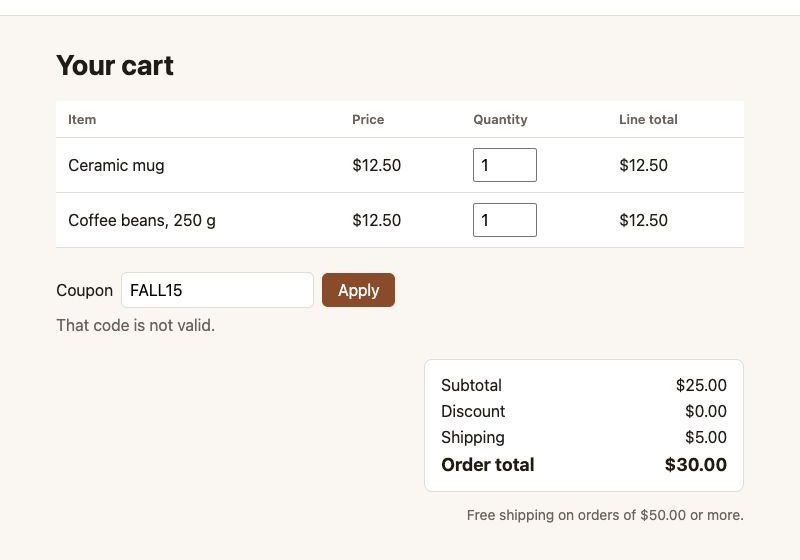 Your cart
Item Price Quantity Line total
Ceramic mug $12.50 1 $12.50
Coffee beans, 250 g $12.50 1 $12.50
Coupon FALL15 Apply
That code is not valid.
Subtotal $25.00
Discount $0.00
Shipping $5.00
Order total $30.00
Free shipping on orders of $50.00 or more.